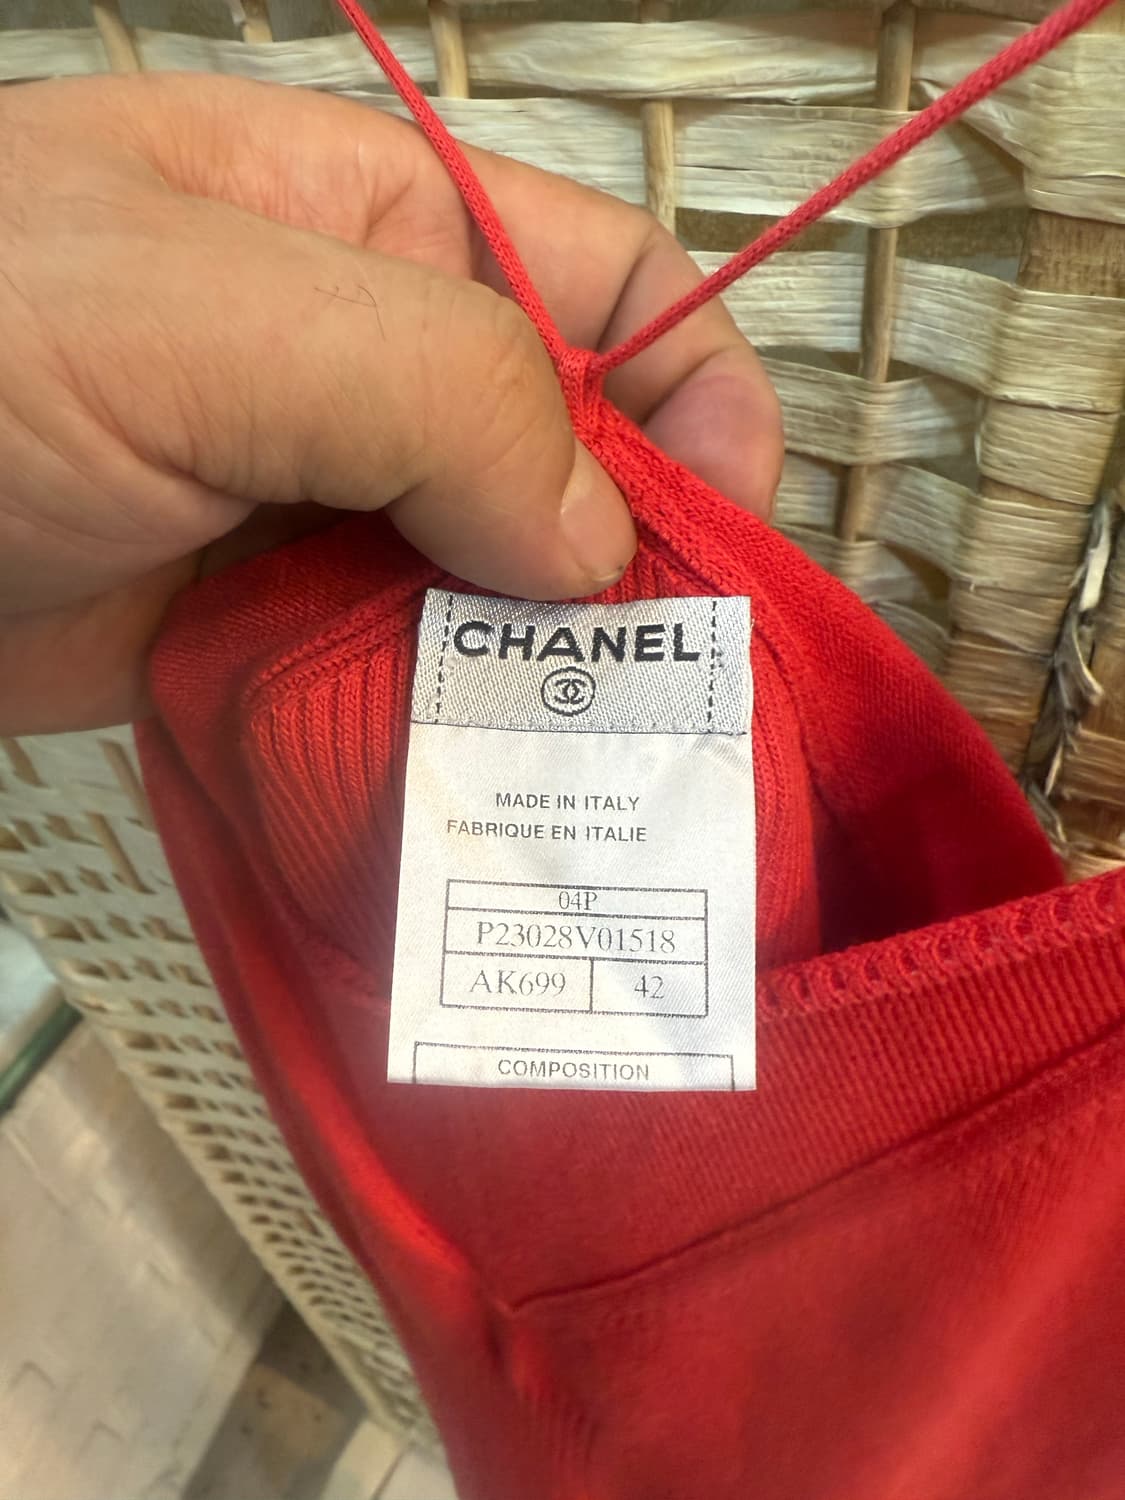 CHANEL
MADE IN ITALY
FABRIQUE EN ITALIE
04P
P23028V01518
AK699 42
COMPOSITION